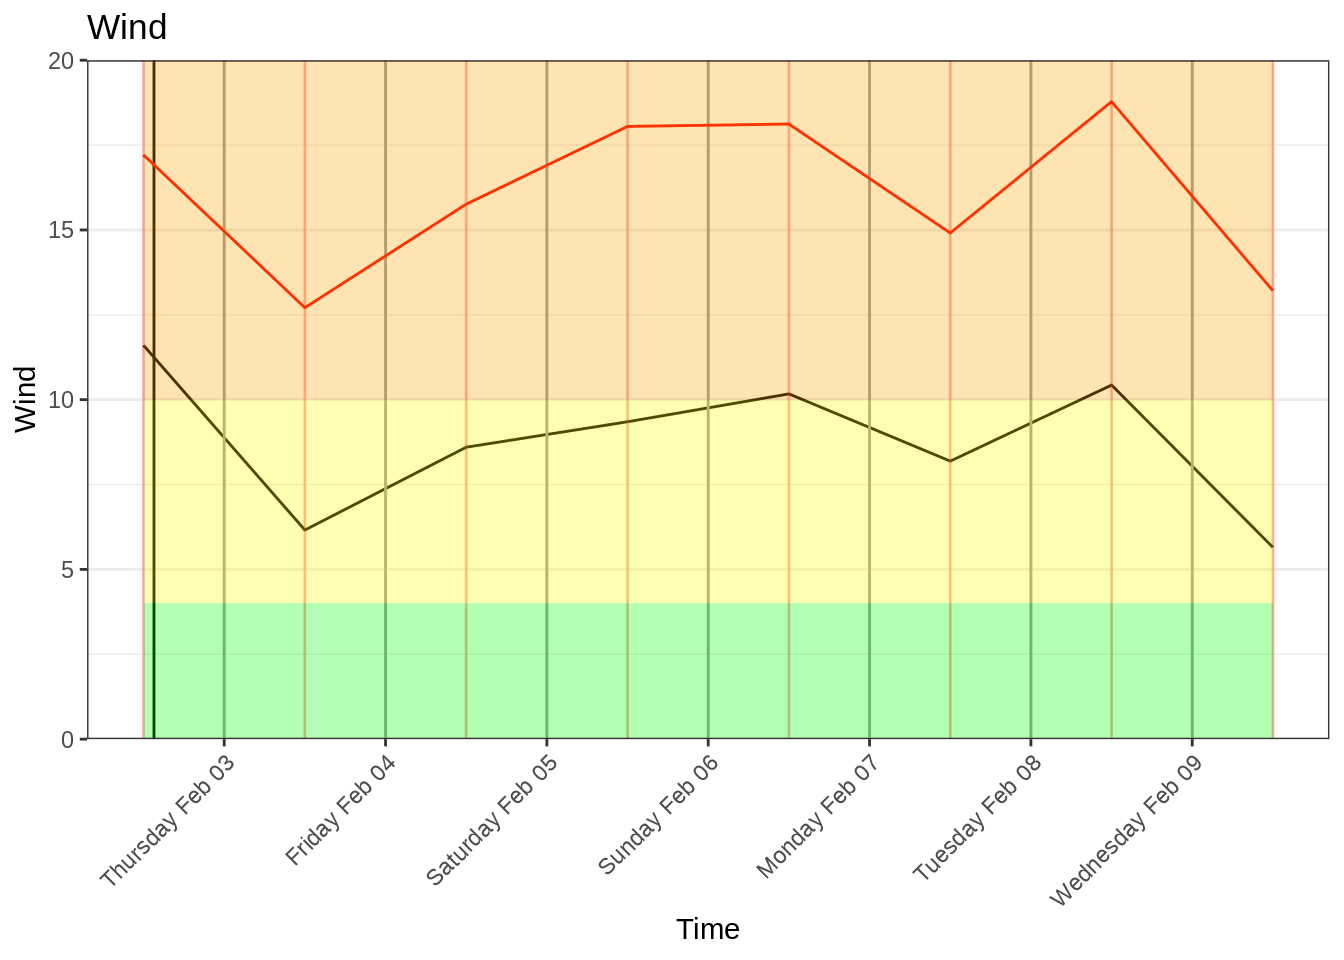 Wind
20
15
10
5
0
Wind
Thursday Feb 03
Friday Feb 04
Saturday Feb 05
Sunday Feb 06
Monday Feb 07
Tuesday Feb 08
Wednesday Feb 09
Time